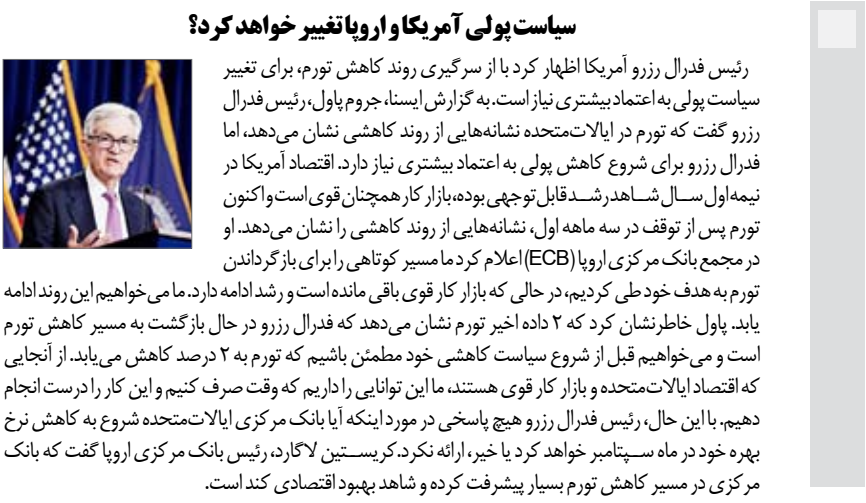 سیاست پولی آمریکا و اروپا تغییر خواهد کرد؟
رئیس فدرال رزرو آمریکا اظهار کرد با از سرگیری روند کاهش تورم، برای تغییر
سیاست پولی به اعتماد بیشتری نیاز است. به گزارش ایسنا، جروم پاول، رئیس فدرال
رزرو گفت که تورم در ایالات‌متحده نشانه‌هایی از روند کاهشی نشان می‌دهد، اما
فدرال رزرو برای شروع کاهش پولی به اعتماد بیشتری نیاز دارد. اقتصاد آمریکا در
نیمه‌اول سال شاهد رشد قابل توجهی بوده، بازار کار همچنان قوی است و اکنون
تورم پس از توقف در سه ماهه اول، نشانه‌هایی از روند کاهشی را نشان می‌دهد. او
در مجمع بانک مرکزی اروپا (ECB) اعلام کرد ما مسیر کوتاهی را برای بازگرداندن
تورم به هدف خود طی کردیم، در حالی که بازار کار قوی باقی مانده است و رشد ادامه دارد. ما می‌خواهیم این روند ادامه
یابد. پاول خاطرنشان کرد که ۲ داده اخیر تورم نشان می‌دهد که فدرال رزرو در حال بازگشت به مسیر کاهش تورم
است و می‌خواهیم قبل از شروع سیاست کاهشی خود مطمئن باشیم که تورم به ۲ درصد کاهش می‌یابد. از آنجایی
که اقتصاد ایالات‌متحده و بازار کار قوی هستند، ما این توانایی را داریم که وقت صرف کنیم و این کار را درست انجام
دهیم. با این حال، رئیس فدرال رزرو هیچ پاسخی در مورد اینکه آیا بانک مرکزی ایالات‌متحده شروع به کاهش نرخ
بهره خود در ماه سپتامبر خواهد کرد یا خیر، ارائه نکرد. کریستین لاگارد، رئیس بانک مرکزی اروپا گفت که بانک
مرکزی در مسیر کاهش تورم بسیار پیشرفت کرده و شاهد بهبود اقتصادی کند است.